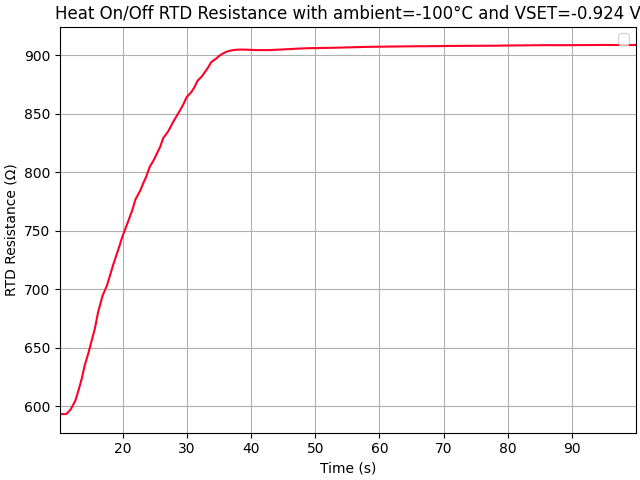 Heat On/Off RTD Resistance with ambient=-100°C and VSET=-0.924 V
900
850
800
750
700
650
600
RTD Resistance (Ω)
20 30 40 50 60 70 80 90
Time (s)